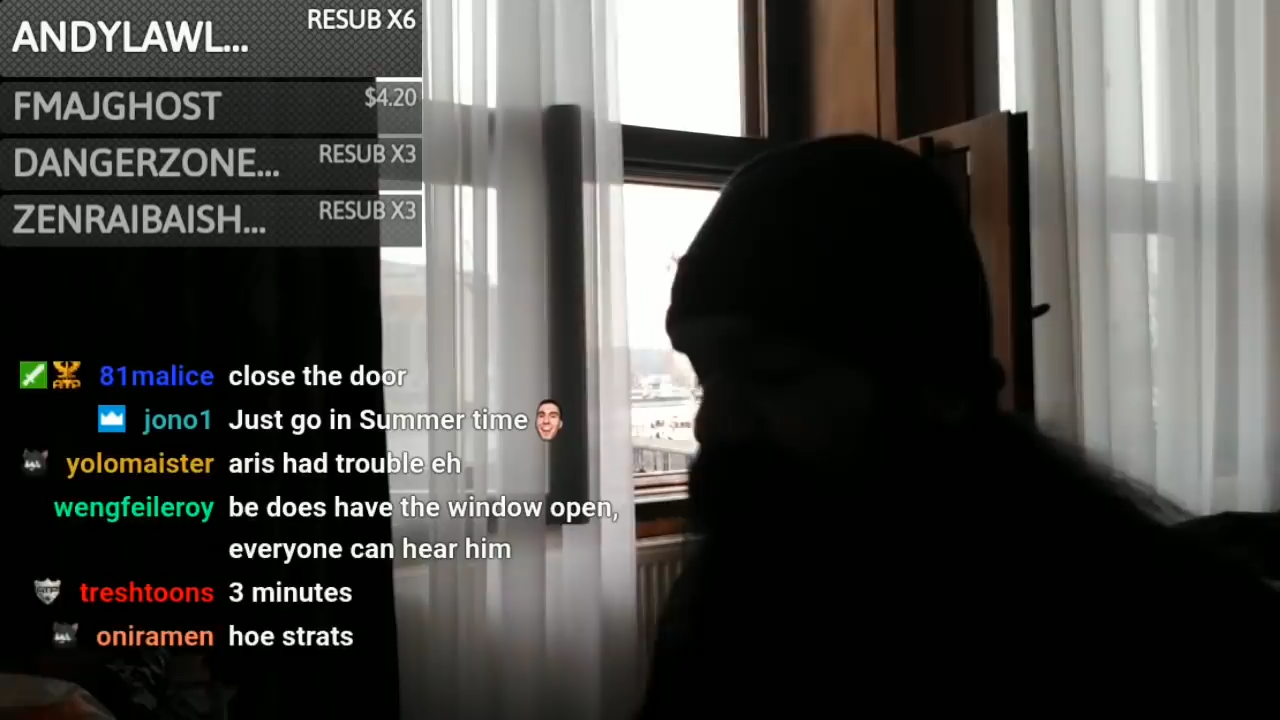 ANDYLAWL... RESUB X6
FMAJGHOST $4.20
DANGERZONE... RESUB X3
ZENRAIBAISH... RESUB X3
81malice close the door
jono1 Just go in Summer time
yolomaister aris had trouble eh
wengfeileroy be does have the window open,
everyone can hear him
treshtoons 3 minutes
oniramen hoe strats